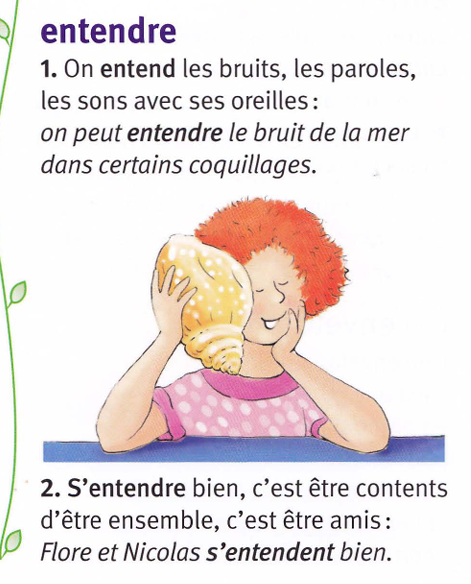 entendre
1. On entend les bruits, les paroles,
les sons avec ses oreilles :
on peut entendre le bruit de la mer
dans certains coquillages.
2. S'entendre bien, c'est être contents
d'être ensemble, c'est être amis :
Flore et Nicolas s'entendent bien.